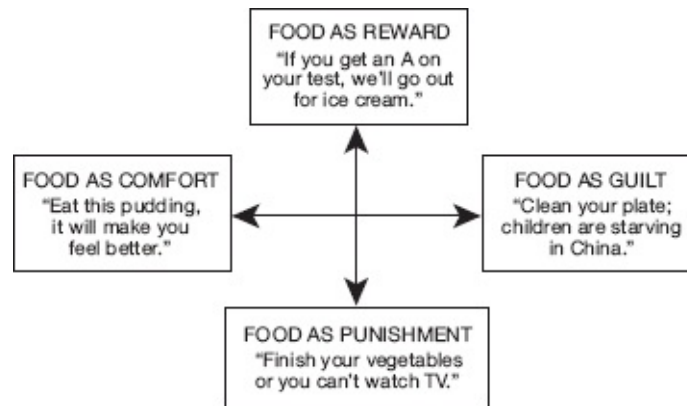 FOOD AS REWARD
“If you get an A on
your test, we’ll go out
for ice cream.”
FOOD AS COMFORT
“Eat this pudding,
it will make you
feel better.”
FOOD AS GUILT
“Clean your plate;
children are starving
in China.”
FOOD AS PUNISHMENT
“Finish your vegetables
or you can’t watch TV.”